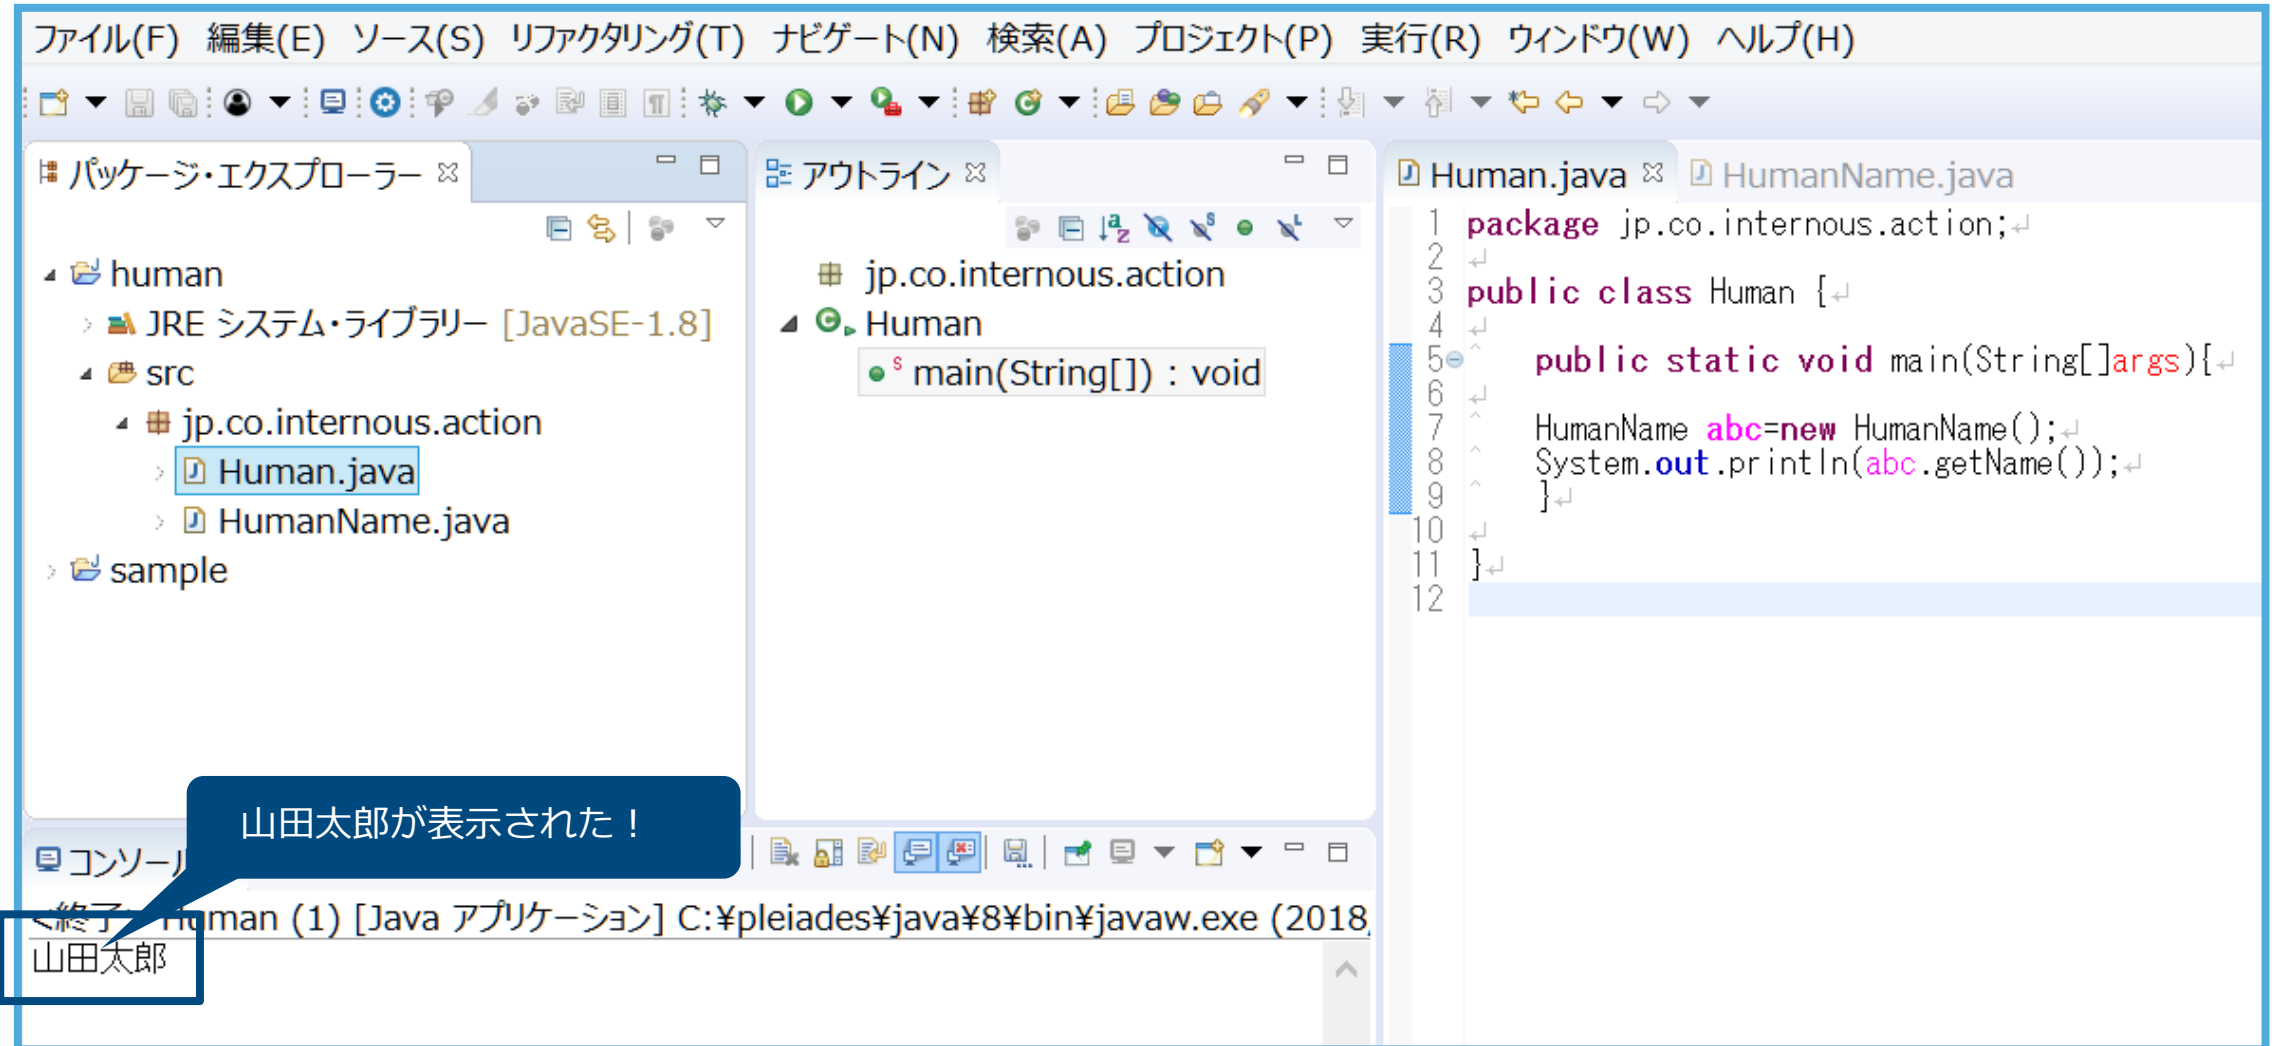 ファイル(F) 編集(E) ソース(S) リファクタリング(T) ナビゲート(N) 検索(A) プロジェクト(P) 実行(R) ウィンドウ(W) ヘルプ(H)
パッケージ・エクスプローラー
human
JRE システム・ライブラリー [JavaSE-1.8]
src
jp.co.internous.action
Human.java
HumanName.java
sample
アウトライン
jp.co.internous.action
Human
main(String[]) : void
Human.java HumanName.java
1 package jp.co.internous.action;
2
3 public class Human {
4
5 public static void main(String[]args){
6
7 HumanName abc=new HumanName();
8 System.out.println(abc.getName());
9 }
10
11 }
12
山田太郎が表示された！
コンソール
<終了> Human (1) [Java アプリケーション] C:¥pleiades¥java¥8¥bin¥javaw.exe (2018
山田太郎